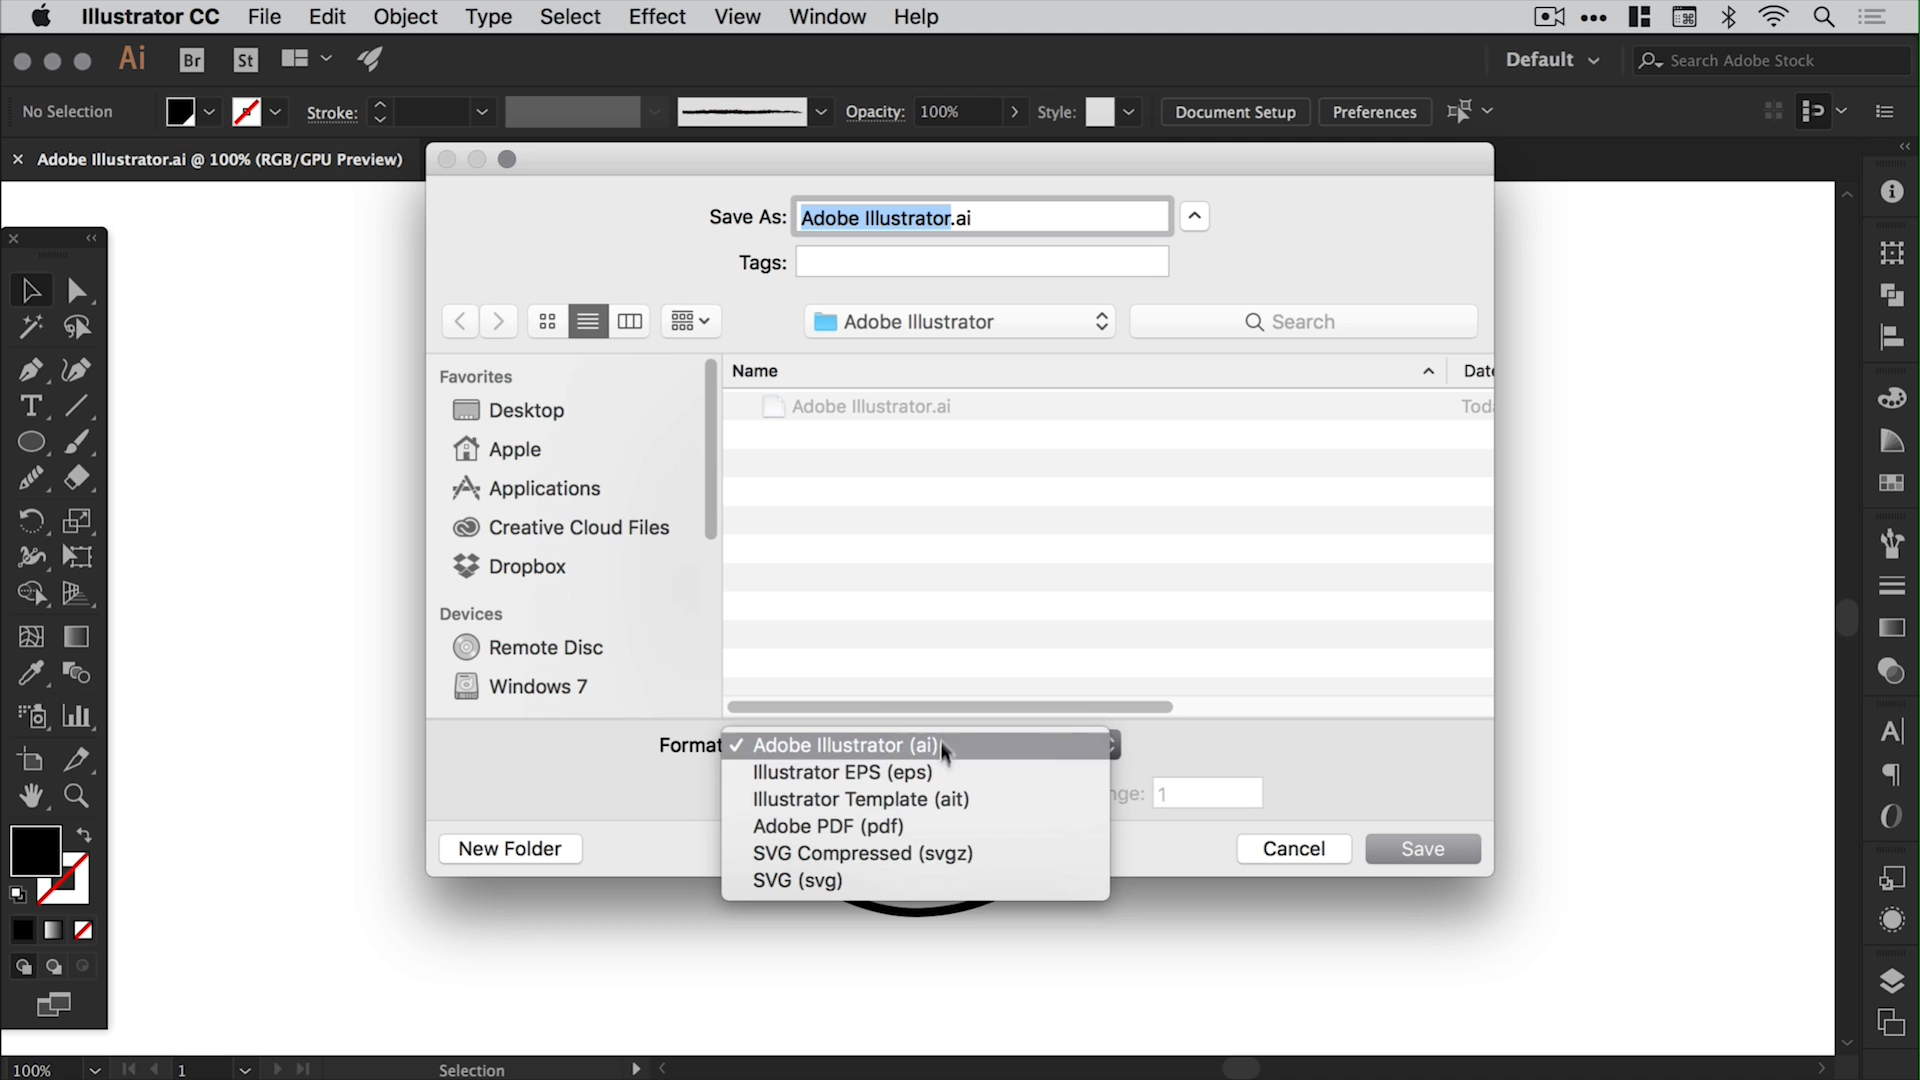 Illustrator CC File Edit Object Type Select Effect View Window Help
Ai Br St Default Search Adobe Stock
No Selection Stroke: Opacity: 100% Style: Document Setup Preferences
× Adobe Illustrator.ai @ 100% (RGB/GPU Preview)
Save As: Adobe Illustrator.ai
Tags:
Adobe Illustrator Search
Favorites
Name
Date
Desktop
Adobe Illustrator.ai
Apple
Applications
Creative Cloud Files
Dropbox
Devices
Remote Disc
Windows 7
Format
✓ Adobe Illustrator (ai)
Illustrator EPS (eps)
Illustrator Template (ait)
Adobe PDF (pdf)
SVG Compressed (svgz)
SVG (svg)
nge: 1
New Folder
Cancel Save
100% 1 Selection